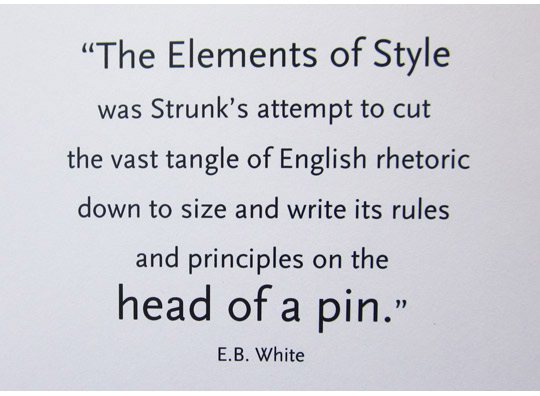 “The Elements of Style
was Strunk’s attempt to cut
the vast tangle of English rhetoric
down to size and write its rules
and principles on the
head of a pin.”
E.B. White